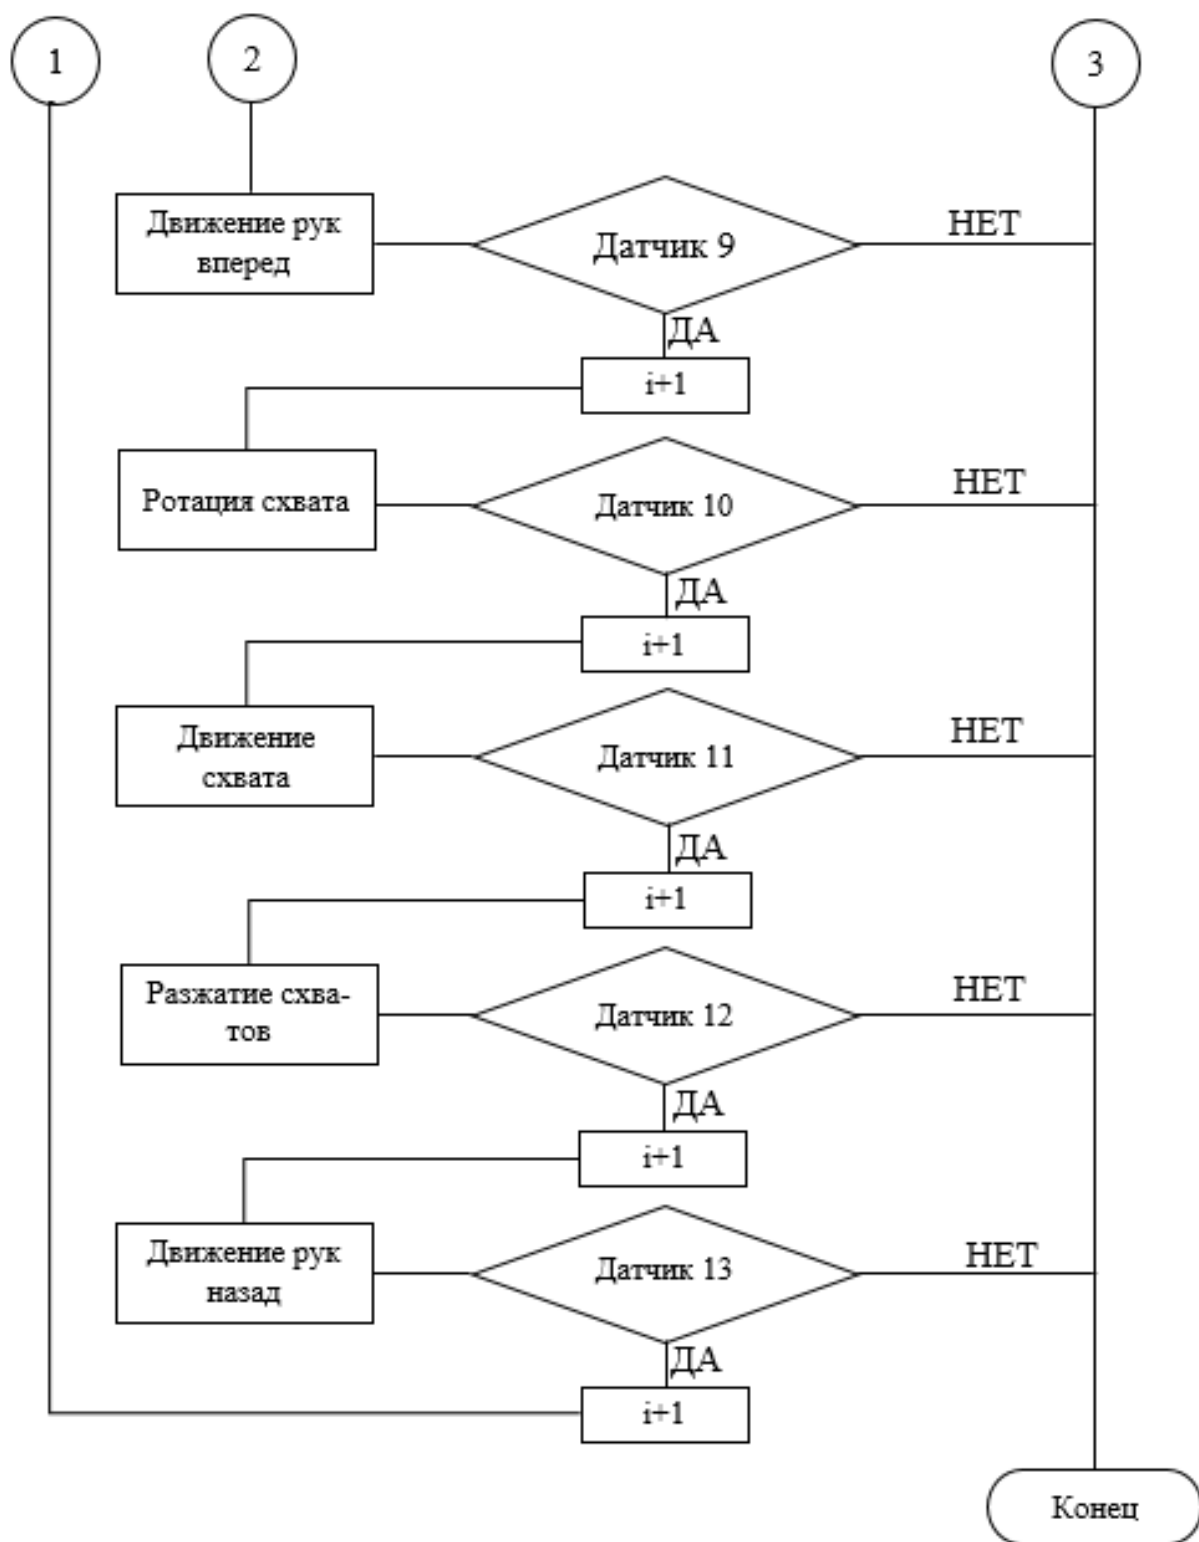 1
2
3
Движение рук
вперед
Датчик 9
НЕТ
ДА
i+1
Ротация схвата
Датчик 10
НЕТ
ДА
i+1
Движение
схвата
Датчик 11
НЕТ
ДА
i+1
Разжатие схва-
тов
Датчик 12
НЕТ
ДА
i+1
Движение рук
назад
Датчик 13
НЕТ
ДА
i+1
Конец